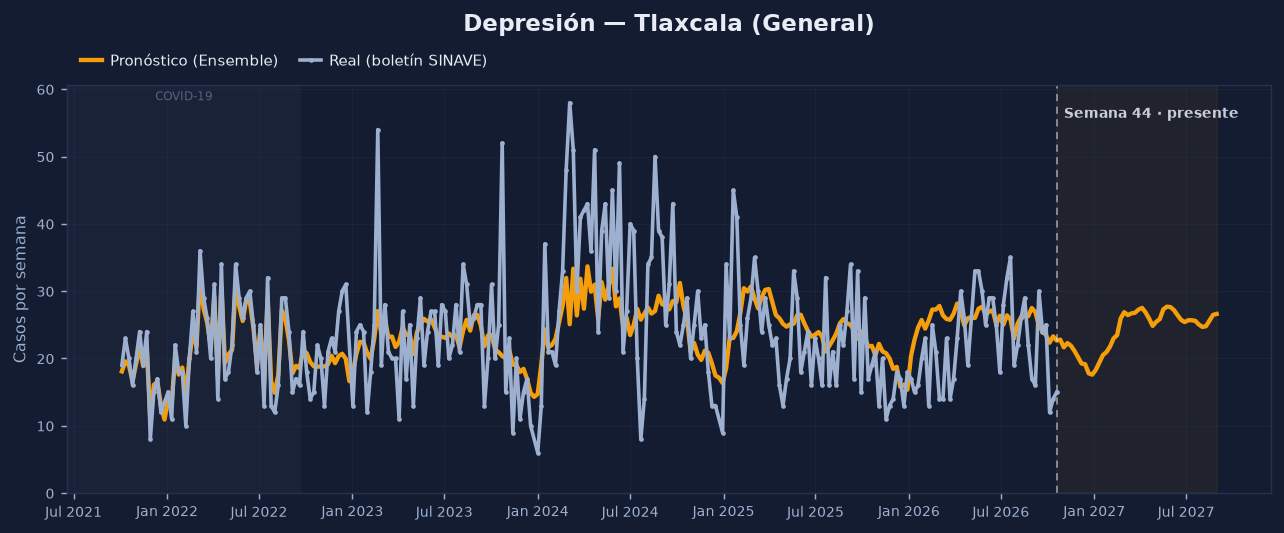 Depresión — Tlaxcala (General)
Pronóstico (Ensemble)
Real (boletín SINAVE)
COVID-19
Semana 44 · presente
Casos por semana
60
50
40
30
20
10
0
Jul 2021
Jan 2022
Jul 2022
Jan 2023
Jul 2023
Jan 2024
Jul 2024
Jan 2025
Jul 2025
Jan 2026
Jul 2026
Jan 2027
Jul 2027